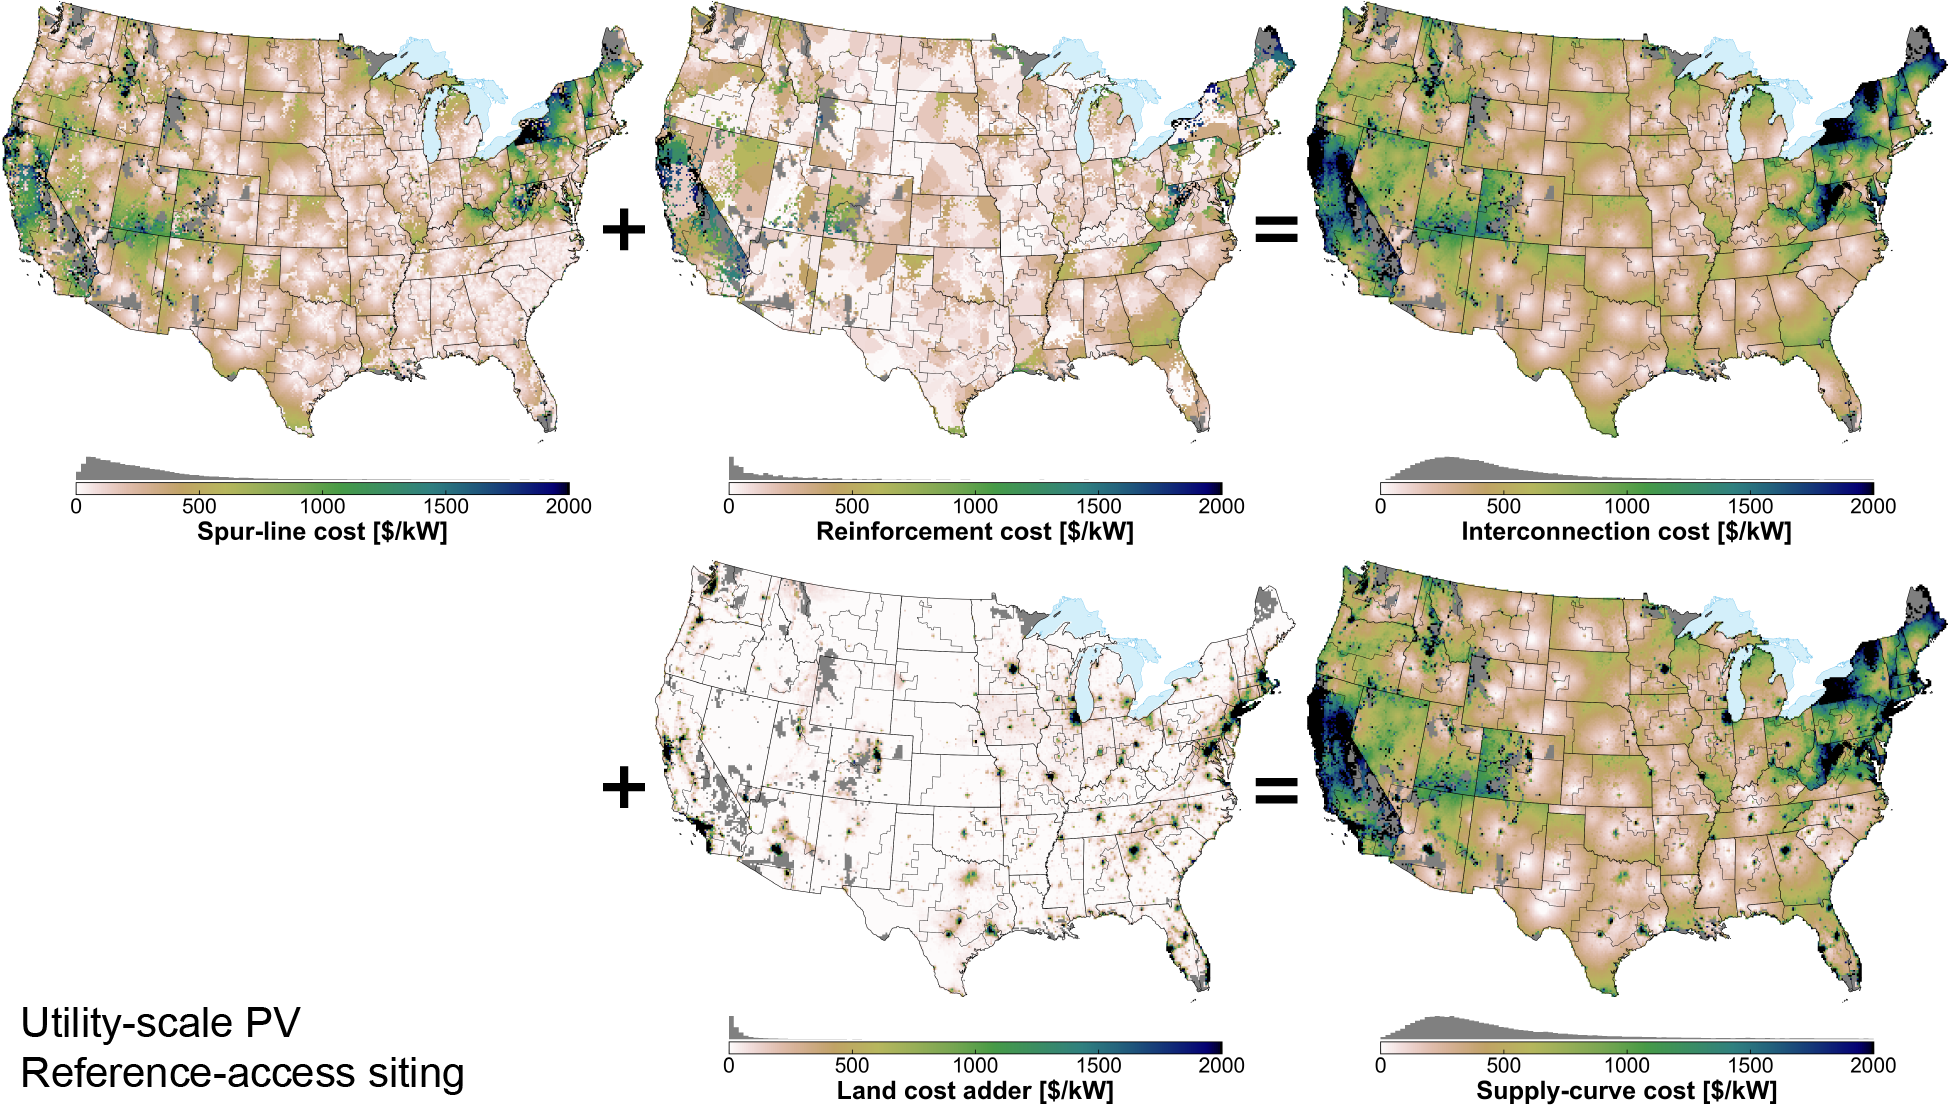 +
=
0 500 1000 1500 2000
Spur-line cost [$/kW]
0 500 1000 1500 2000
Reinforcement cost [$/kW]
0 500 1000 1500 2000
Interconnection cost [$/kW]
+
=
Utility-scale PV
Reference-access siting
0 500 1000 1500 2000
Land cost adder [$/kW]
0 500 1000 1500 2000
Supply-curve cost [$/kW]